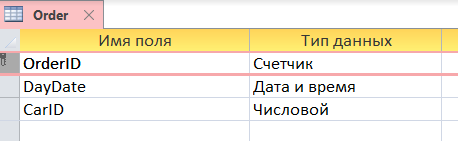 Order
Имя поля Тип данных
OrderID Счетчик
DayDate Дата и время
CarID Числовой